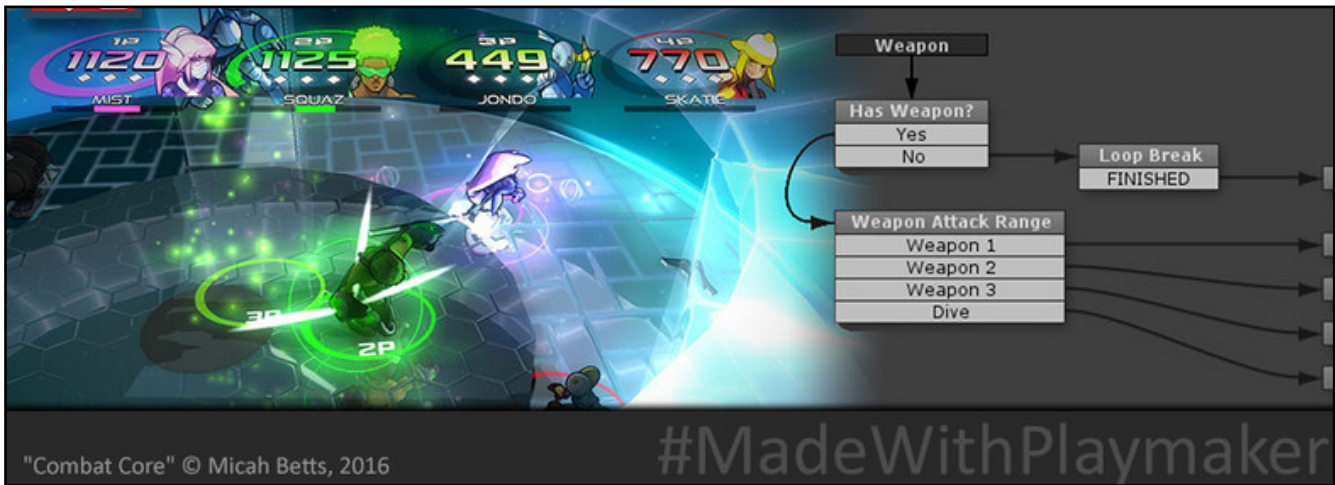 1P
1120
MIST
2P
1125
SQUAZ
3P
449
JONDO
4P
770
SKATIE
3P
2P
Weapon
Has Weapon?
Yes
No
Loop Break
FINISHED
Weapon Attack Range
Weapon 1
Weapon 2
Weapon 3
Dive
"Combat Core" © Micah Betts, 2016
#MadeWithPlaymaker